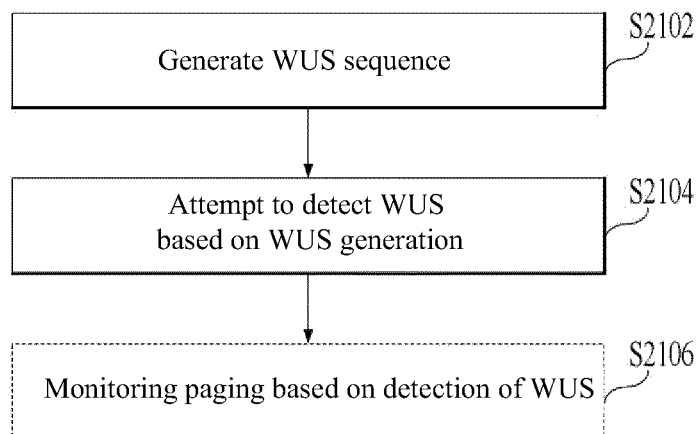 S2102
Generate WUS sequence
S2104
Attempt to detect WUS
based on WUS generation
S2106
Monitoring paging based on detection of WUS